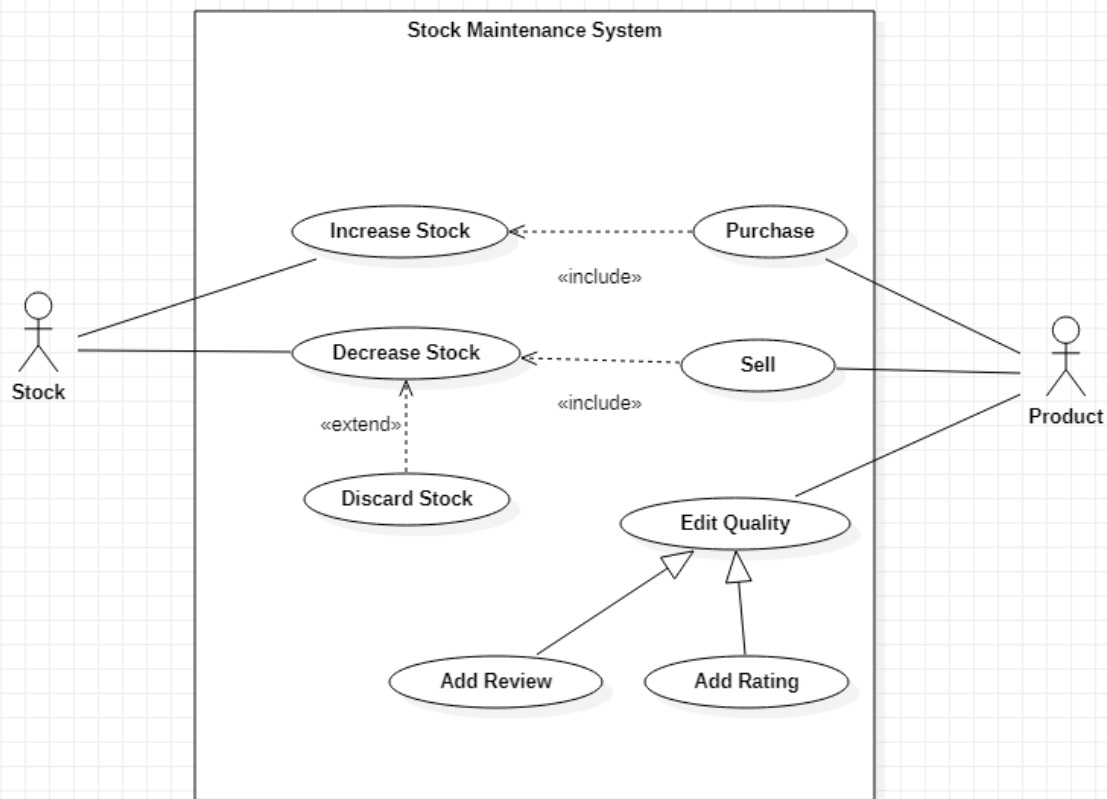 Stock Maintenance System
Increase Stock
Purchase
«include»
Decrease Stock
Sell
Stock
«include»
Product
«extend»
Discard Stock
Edit Quality
Add Review
Add Rating